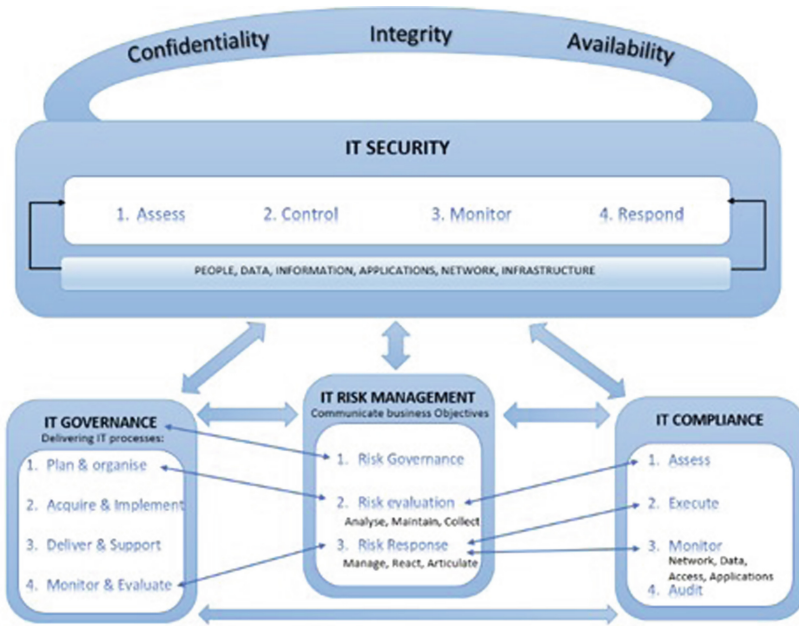 Confidentiality Integrity Availability
IT SECURITY
1. Assess 2. Control 3. Monitor 4. Respond
PEOPLE, DATA, INFORMATION, APPLICATIONS, NETWORK, INFRASTRUCTURE
IT GOVERNANCE
Delivering IT processes:
1. Plan & organise
2. Acquire & Implement
3. Deliver & Support
4. Monitor & Evaluate
IT RISK MANAGEMENT
Communicate business Objectives
1. Risk Governance
2. Risk evaluation
Analyse, Maintain, Collect
3. Risk Response
Manage, React, Articulate
IT COMPLIANCE
1. Assess
2. Execute
3. Monitor
Network, Data,
Access, Applications
4. Audit